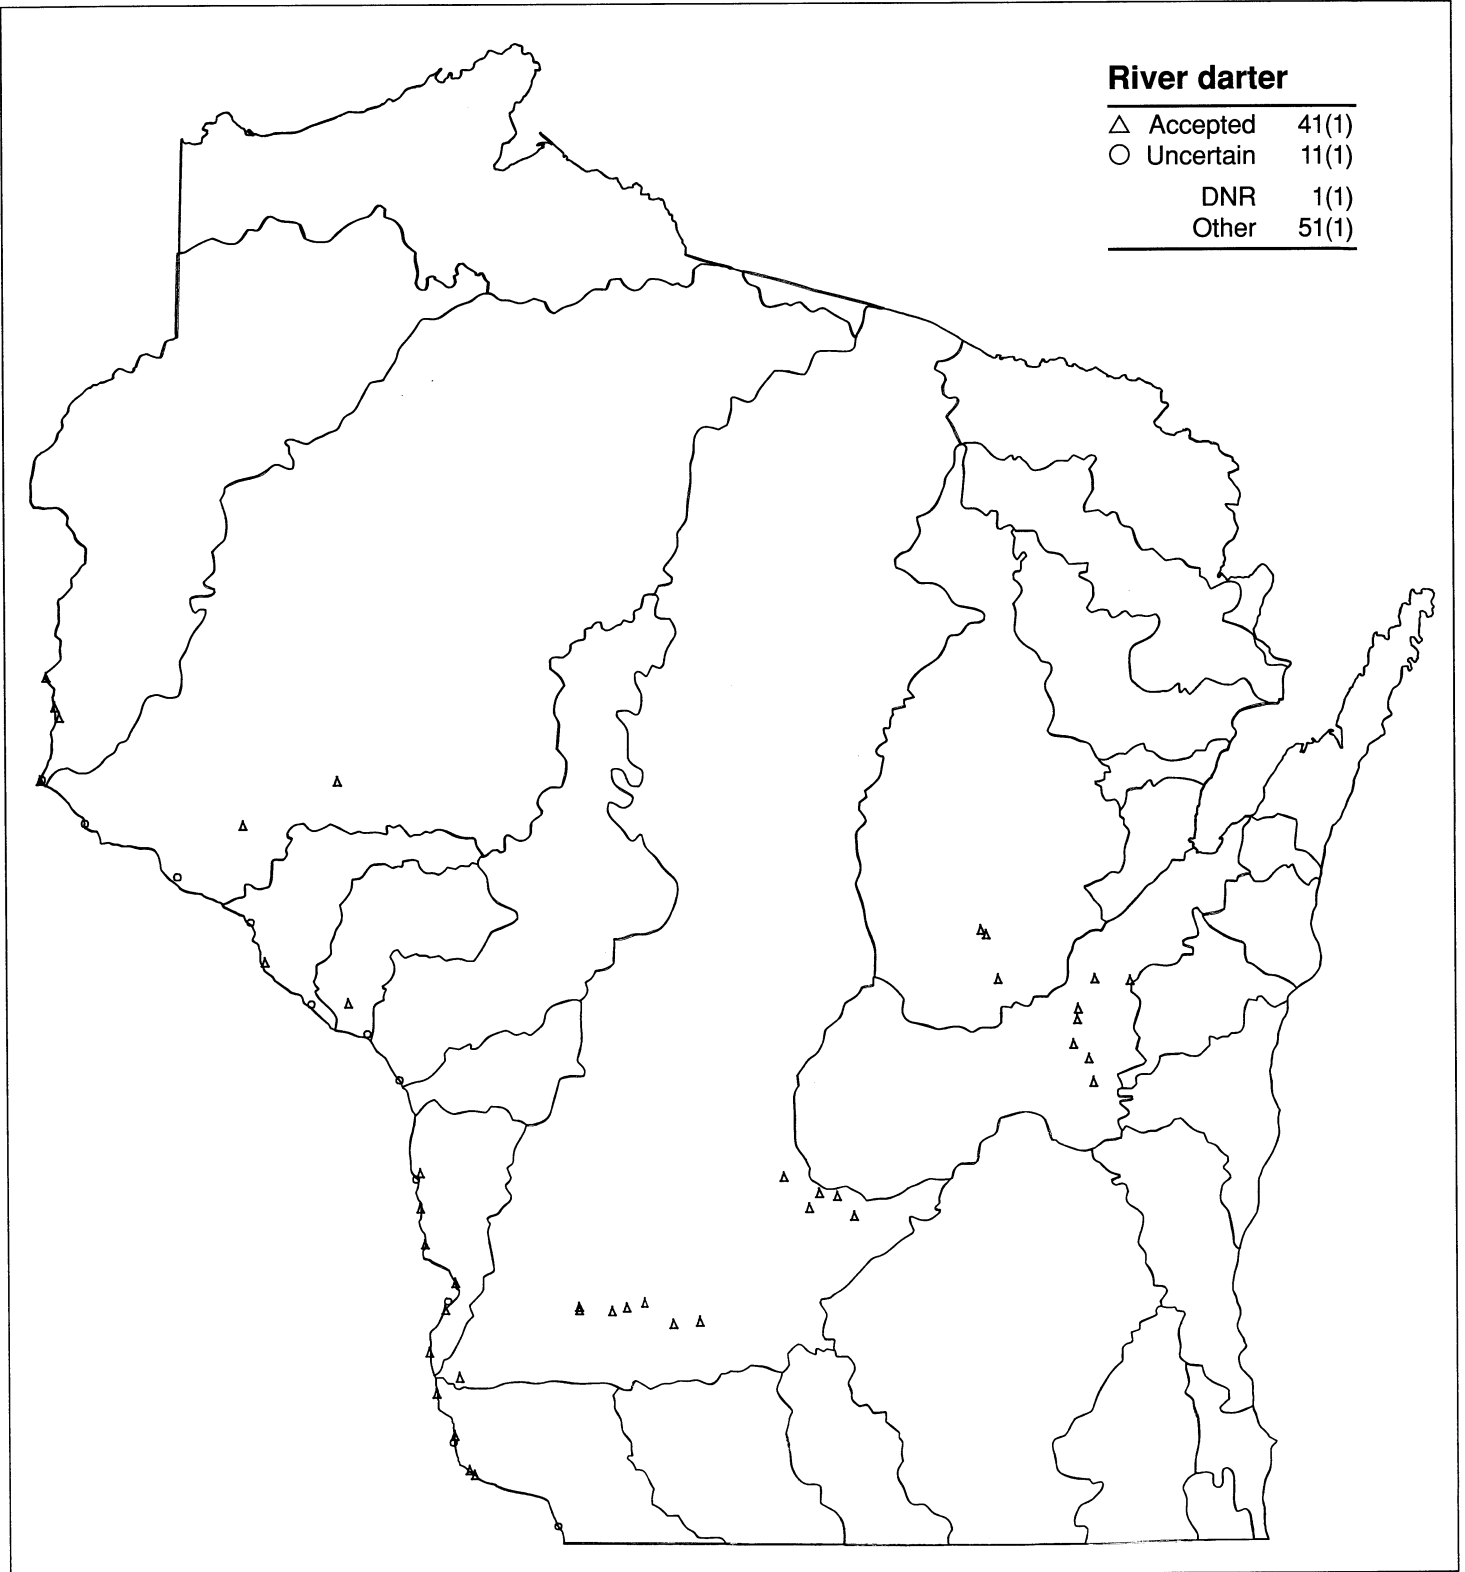 River darter
△ Accepted 41(1)
○ Uncertain 11(1)
DNR 1(1)
Other 51(1)